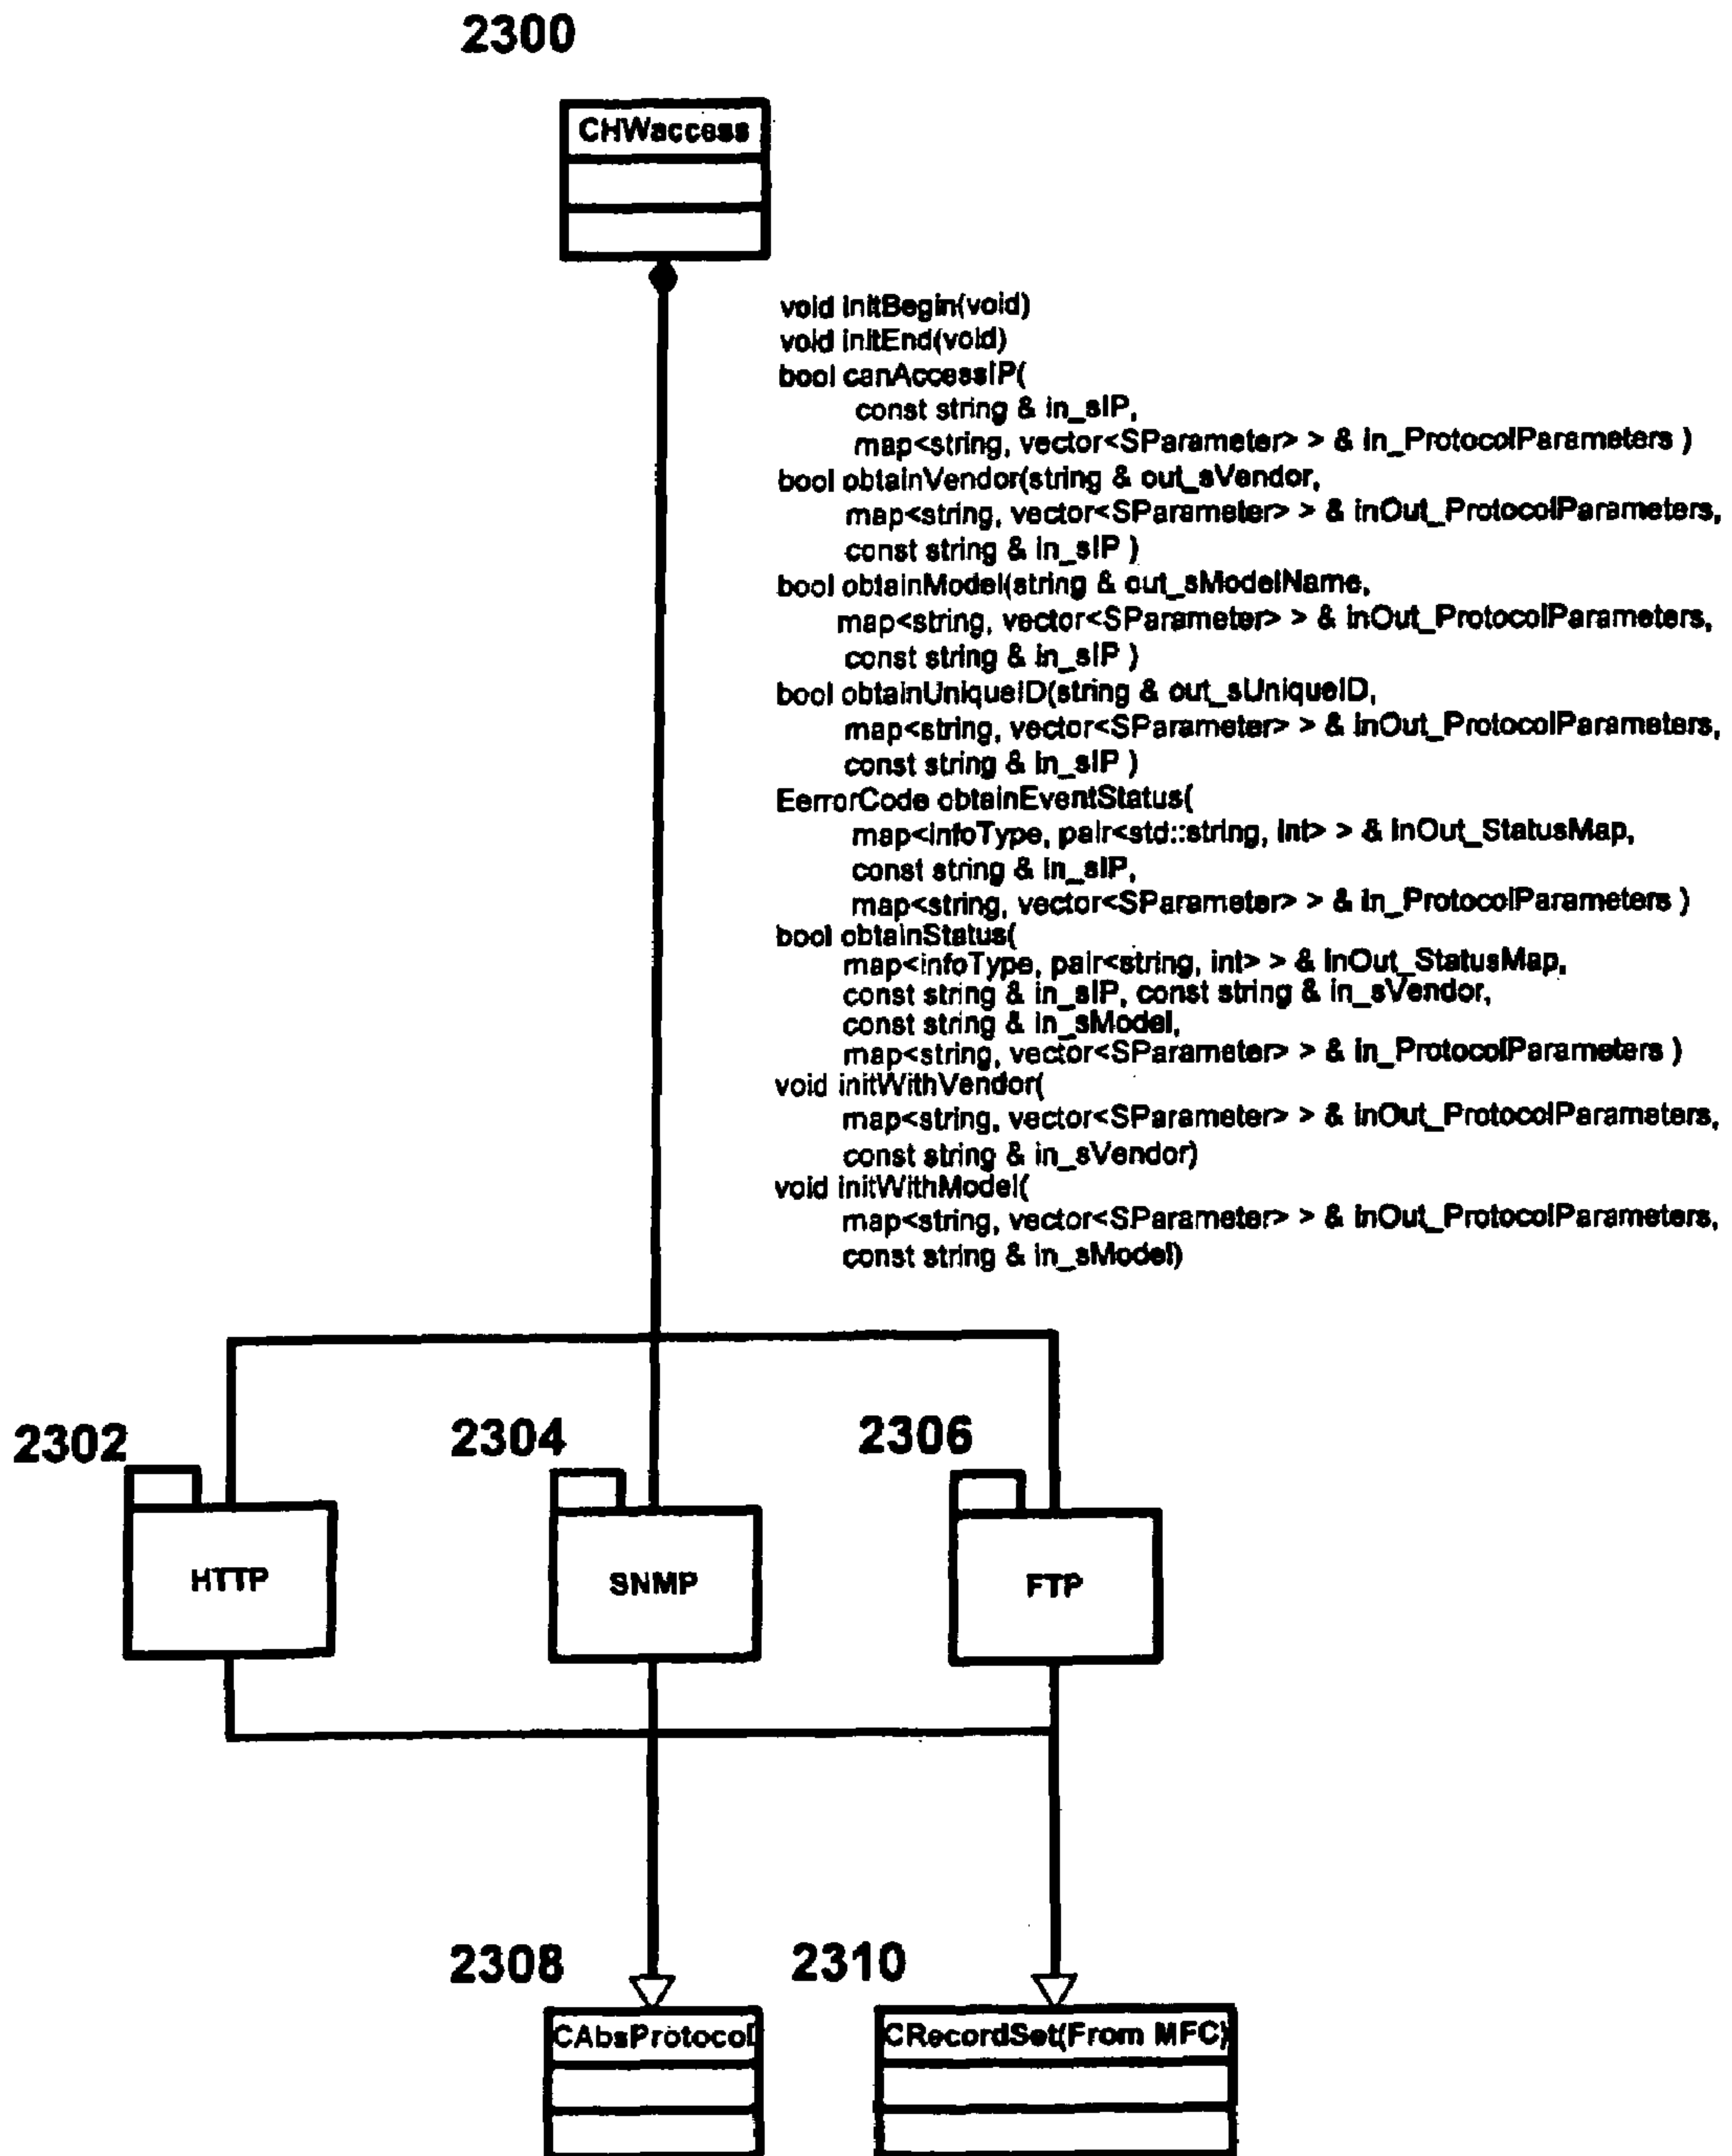 2300
CHWaccess
void initBegin(void)
void initEnd(void)
bool canAccessIP(
const string & in_sIP,
map<string, vector<SParameter> > & in_ProtocolParameters )
bool obtainVendor(string & out_sVendor,
map<string, vector<SParameter> > & inOut_ProtocolParameters,
const string & in_sIP )
bool obtainModel(string & out_sModelName,
map<string, vector<SParameter> > & inOut_ProtocolParameters,
const string & in_sIP )
bool obtainUniqueID(string & out_sUniqueID,
map<string, vector<SParameter> > & inOut_ProtocolParameters,
const string & in_sIP )
EerrorCode obtainEventStatus(
map<infoType, pair<std::string, int> > & inOut_StatusMap,
const string & in_sIP,
map<string, vector<SParameter> > & in_ProtocolParameters )
bool obtainStatus(
map<infoType, pair<string, int> > & inOut_StatusMap,
const string & in_sIP, const string & in_sVendor,
const string & in_sModel,
map<string, vector<SParameter> > & in_ProtocolParameters )
void initWithVendor(
map<string, vector<SParameter> > & inOut_ProtocolParameters,
const string & in_sVendor)
void initWithModel(
map<string, vector<SParameter> > & inOut_ProtocolParameters,
const string & in_sModel)
2302
2304
2306
HTTP
SNMP
FTP
2308
2310
CAbsProtocol
CRecordSet(From MFC)